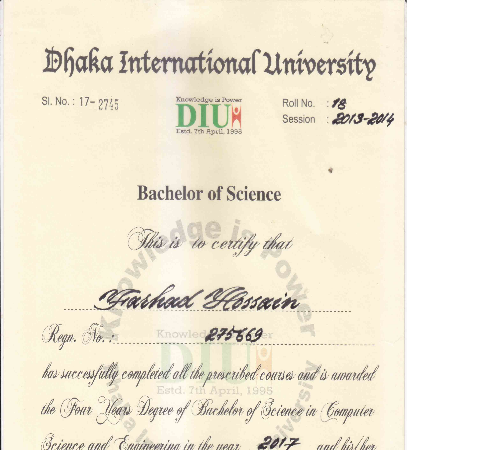 Dhaka International University
Sl. No. : 17- 2745
Knowledge is Power
DIU
Estd. 7th April, 1995
Roll No. : 18
Session : 2013-2014
Bachelor of Science
This is to certify that
Farhad Hossain
Regn. No. : 275669
has successfully completed all the prescribed courses and is awarded
the Four Years Degree of Bachelor of Science in Computer
Science and Engineering in the year 2017 and his/her
Knowledge is Power
DIU
Estd. 7th April, 1995